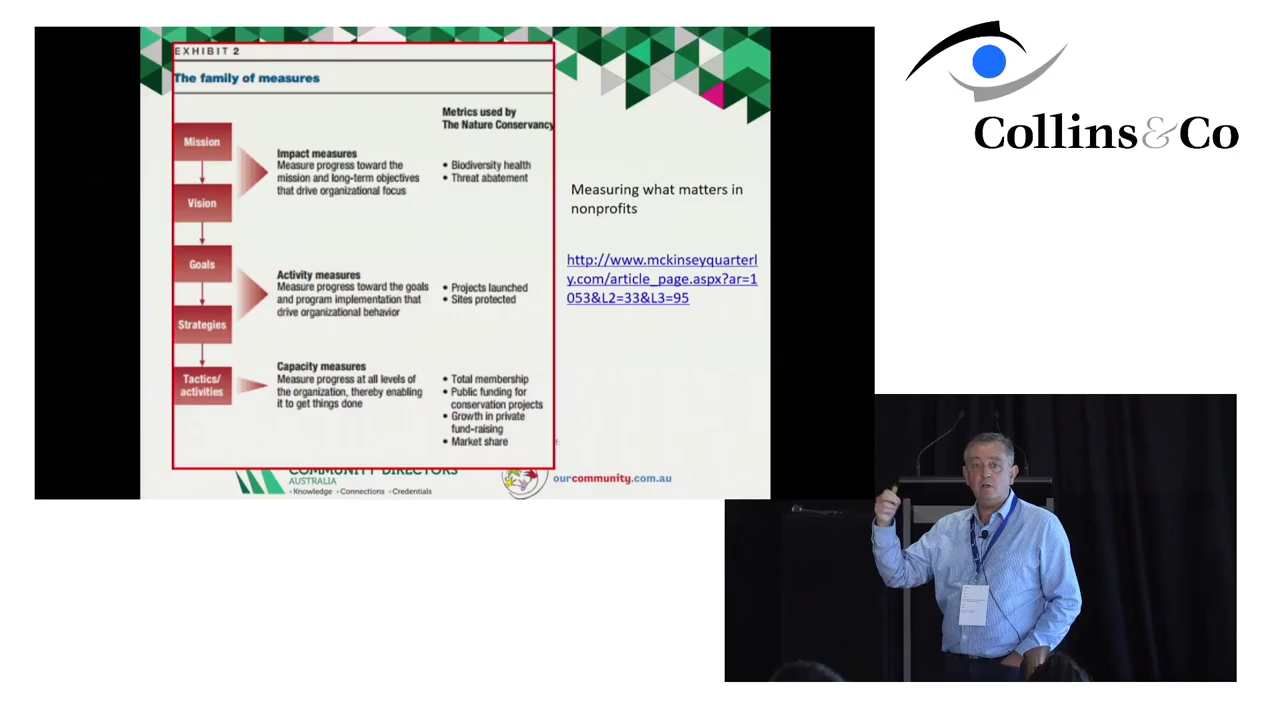 EXHIBIT 2
The family of measures
Metrics used by
The Nature Conservancy
Mission
Vision
Goals
Strategies
Tactics/
activities
Impact measures
Measure progress toward the
mission and long-term objectives
that drive organizational focus
• Biodiversity health
• Threat abatement
Activity measures
Measure progress toward the goals
and program implementation that
drive organizational behavior
• Projects launched
• Sites protected
Capacity measures
Measure progress at all levels of
the organization, thereby enabling
it to get things done
• Total membership
• Public funding for
conservation projects
• Growth in private
fund-raising
• Market share
Measuring what matters in
nonprofits
http://www.mckinseyquarterl
y.com/article_page.aspx?ar=1
053&L2=33&L3=95
COMMUNITY DIRECTORS
AUSTRALIA
• Knowledge • Connections • Credentials
ourcommunity.com.au
Collins&Co